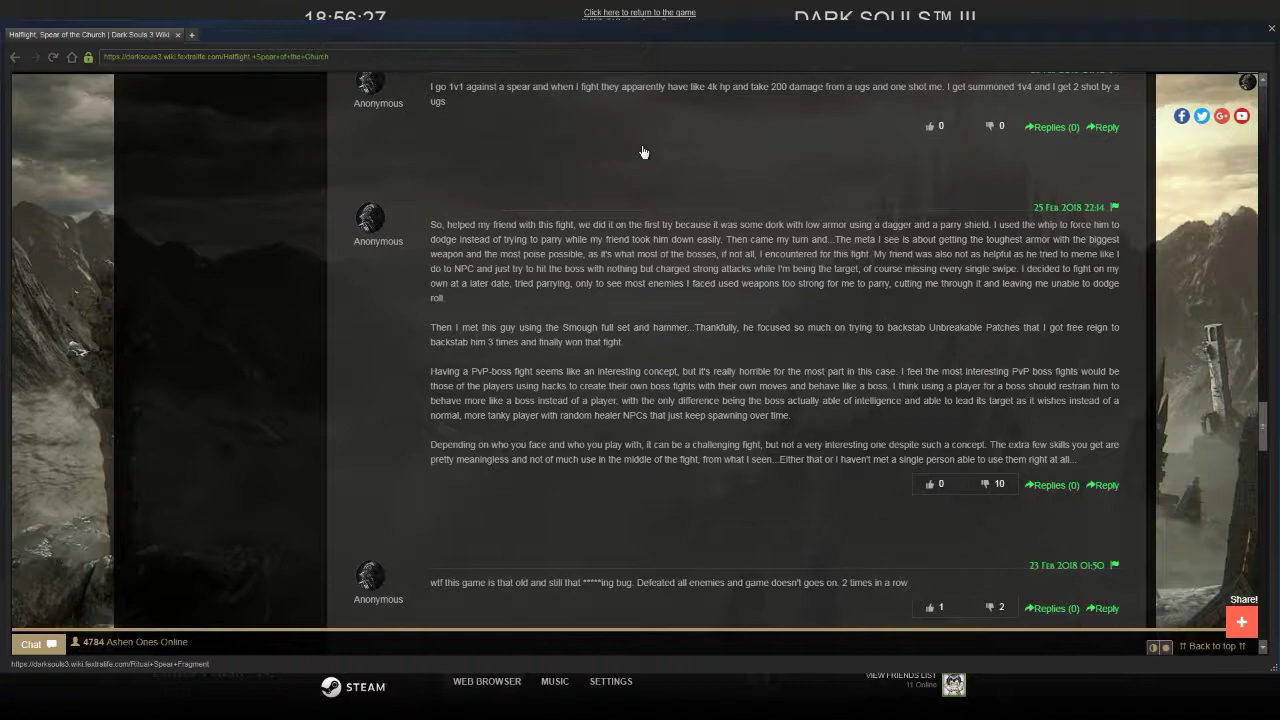 18:56:27
Click here to return to the game
DARK SOULS™ III
Halflight, Spear of the Church | Dark Souls 3 Wiki
https://darksouls3.wiki.fextralife.com/Halflight,+Spear+of+the+Church
I go 1v1 against a spear and when I fight they apparently have like 4k hp and take 200 damage from a ugs and one shot me. I get summoned 1v4 and I get 2 shot by a
ugs
Anonymous
0 0 Replies (0) Reply
25 Feb 2018 22:14
So, helped my friend with this fight, we did it on the first try because it was some dork with low armor using a dagger and a parry shield. I used the whip to force him to
Anonymous
dodge instead of trying to parry while my friend took him down easily. Then came my turn and...The meta I see is about getting the toughest armor with the biggest
weapon and the most poise possible, as it's what most of the bosses, if not all, I encountered for this fight. My friend was also not as helpful as he tried to meme like I
do to NPC and just try to hit the boss with nothing but charged strong attacks while I'm being the target, of course missing every single swipe. I decided to fight on my
own at a later date, tried parrying, only to see most enemies I faced used weapons too strong for me to parry, cutting me through it and leaving me unable to dodge
roll.
Then I met this guy using the Smough full set and hammer...Thankfully, he focused so much on trying to backstab Unbreakable Patches that I got free reign to
backstab him 3 times and finally won that fight.
Having a PvP-boss fight seems like an interesting concept, but it's really horrible for the most part in this case. I feel the most interesting PvP boss fights would be
those of the players using hacks to create their own boss fights with their own moves and behave like a boss. I think using a player for a boss should restrain him to
behave more like a boss instead of a player, with the only difference being the boss actually able of intelligence and able to lead its target as it wishes instead of a
normal, more tanky player with random healer NPCs that just keep spawning over time.
Depending on who you face and who you play with, it can be a challenging fight, but not a very interesting one despite such a concept. The extra few skills you get are
pretty meaningless and not of much use in the middle of the fight, from what I seen...Either that or I haven't met a single person able to use them right at all...
0 10 Replies (0) Reply
23 Feb 2018 01:50
wtf this game is that old and still that *****ing bug. Defeated all enemies and game doesn't goes on. 2 times in a row
Anonymous
Share!
1 2 Replies (0) Reply
+
Chat 4784 Ashen Ones Online
Back to top
https://darksouls3.wiki.fextralife.com/Ritual+Spear+Fragment
STEAM
WEB BROWSER MUSIC SETTINGS
VIEW FRIENDS LIST
11 Online